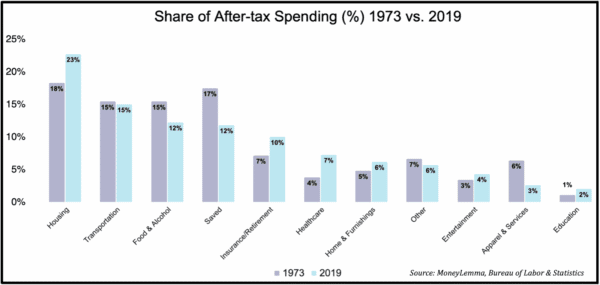 Share of After-tax Spending (%) 1973 vs. 2019
25%
20%
15%
10%
5%
0%
18%
23%
15%
15%
15%
12%
17%
12%
7%
10%
4%
7%
5%
6%
7%
6%
3%
4%
6%
3%
1%
2%
Housing
Transportation
Food & Alcohol
Saved
Insurance/Retirement
Healthcare
Home & Furnishings
Other
Entertainment
Apparel & Services
Education
1973 2019
Source: MoneyLemma, Bureau of Labor & Statistics